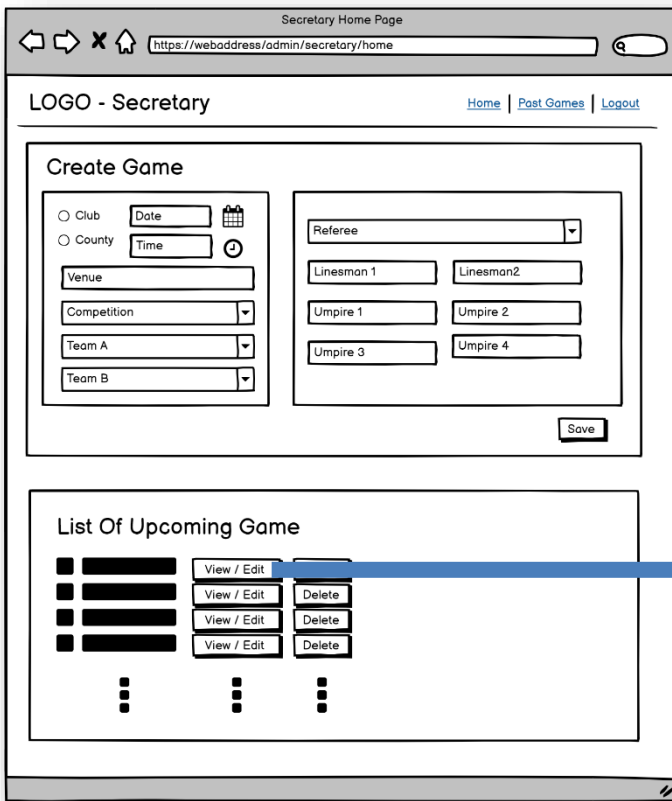 Secretary Home Page
https://webaddress/admin/secretary/home
LOGO - Secretary
Home | Past Games | Logout
Create Game
Club
Date
County
Time
Venue
Competition
Team A
Team B
Referee
Linesman 1
Linesman2
Umpire 1
Umpire 2
Umpire 3
Umpire 4
Save
List Of Upcoming Game
View / Edit
View / Edit
Delete
View / Edit
Delete
View / Edit
Delete